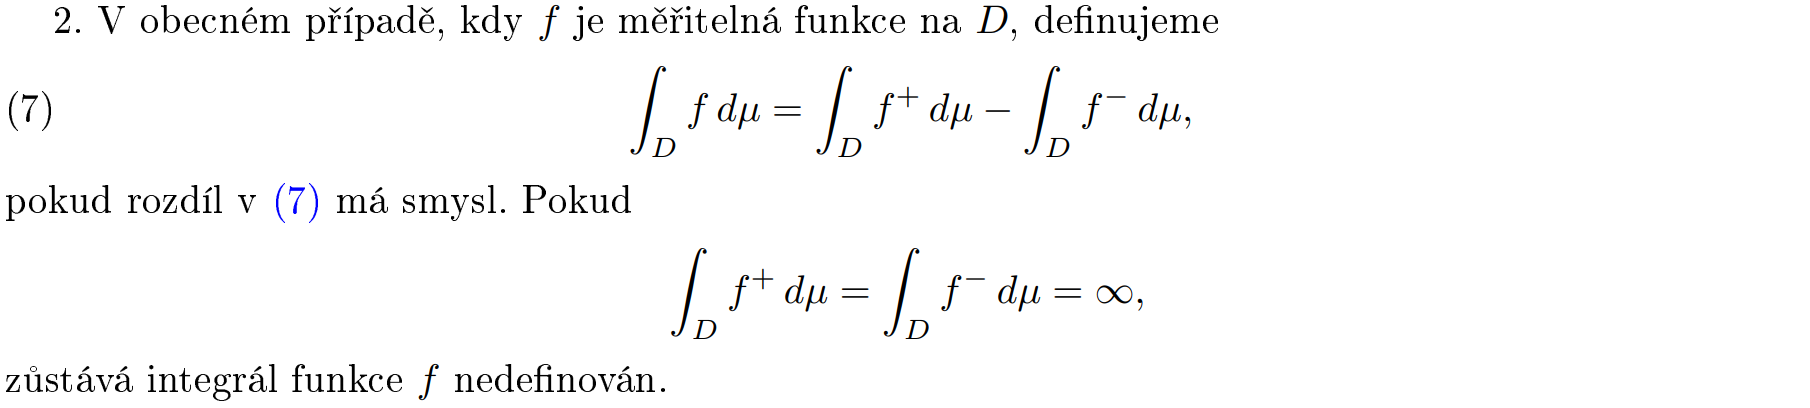 2. V obecném případě, kdy f je měřitelná funkce na D, definujeme
(7) ∫_D f dμ = ∫_D f⁺ dμ − ∫_D f⁻ dμ,
pokud rozdíl v (7) má smysl. Pokud
∫_D f⁺ dμ = ∫_D f⁻ dμ = ∞,
zůstává integrál funkce f nedefinován.